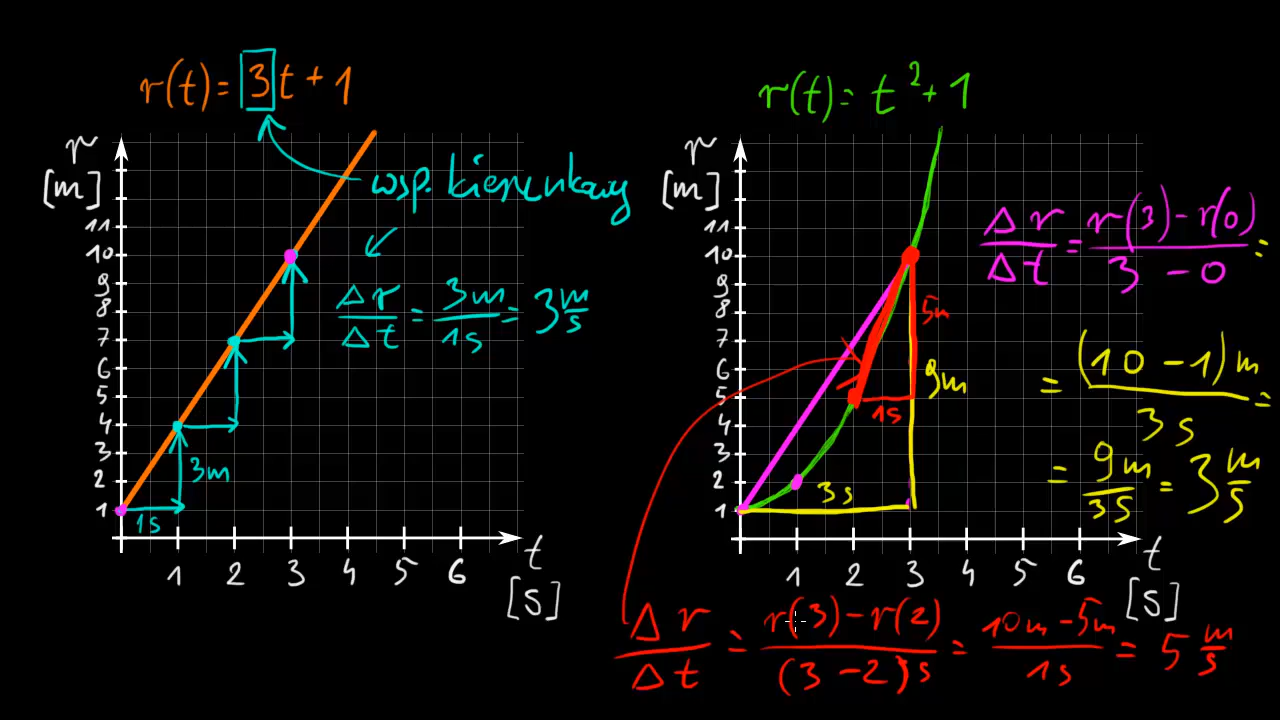 r(t) = 3t + 1
r
[m]
wsp. kierunkowy
Δr/Δt = 3m/1s = 3 m/s
11
10
9
8
7
6
5
4
3
2
1
3m
1s
1 2 3 4 5 6
t
[s]
r(t) = t² + 1
r
[m]
Δr/Δt = r(3) - r(0) / 3 - 0 =
= (10 - 1)m / 3s =
= 9m/3s = 3 m/s
11
10
9
8
7
6
5
4
3
2
1
5m
9m
1s
3s
1 2 3 4 5 6
t
[s]
Δr/Δt = r(3) - r(2) / (3 - 2)s = 10m - 5m / 1s = 5 m/s